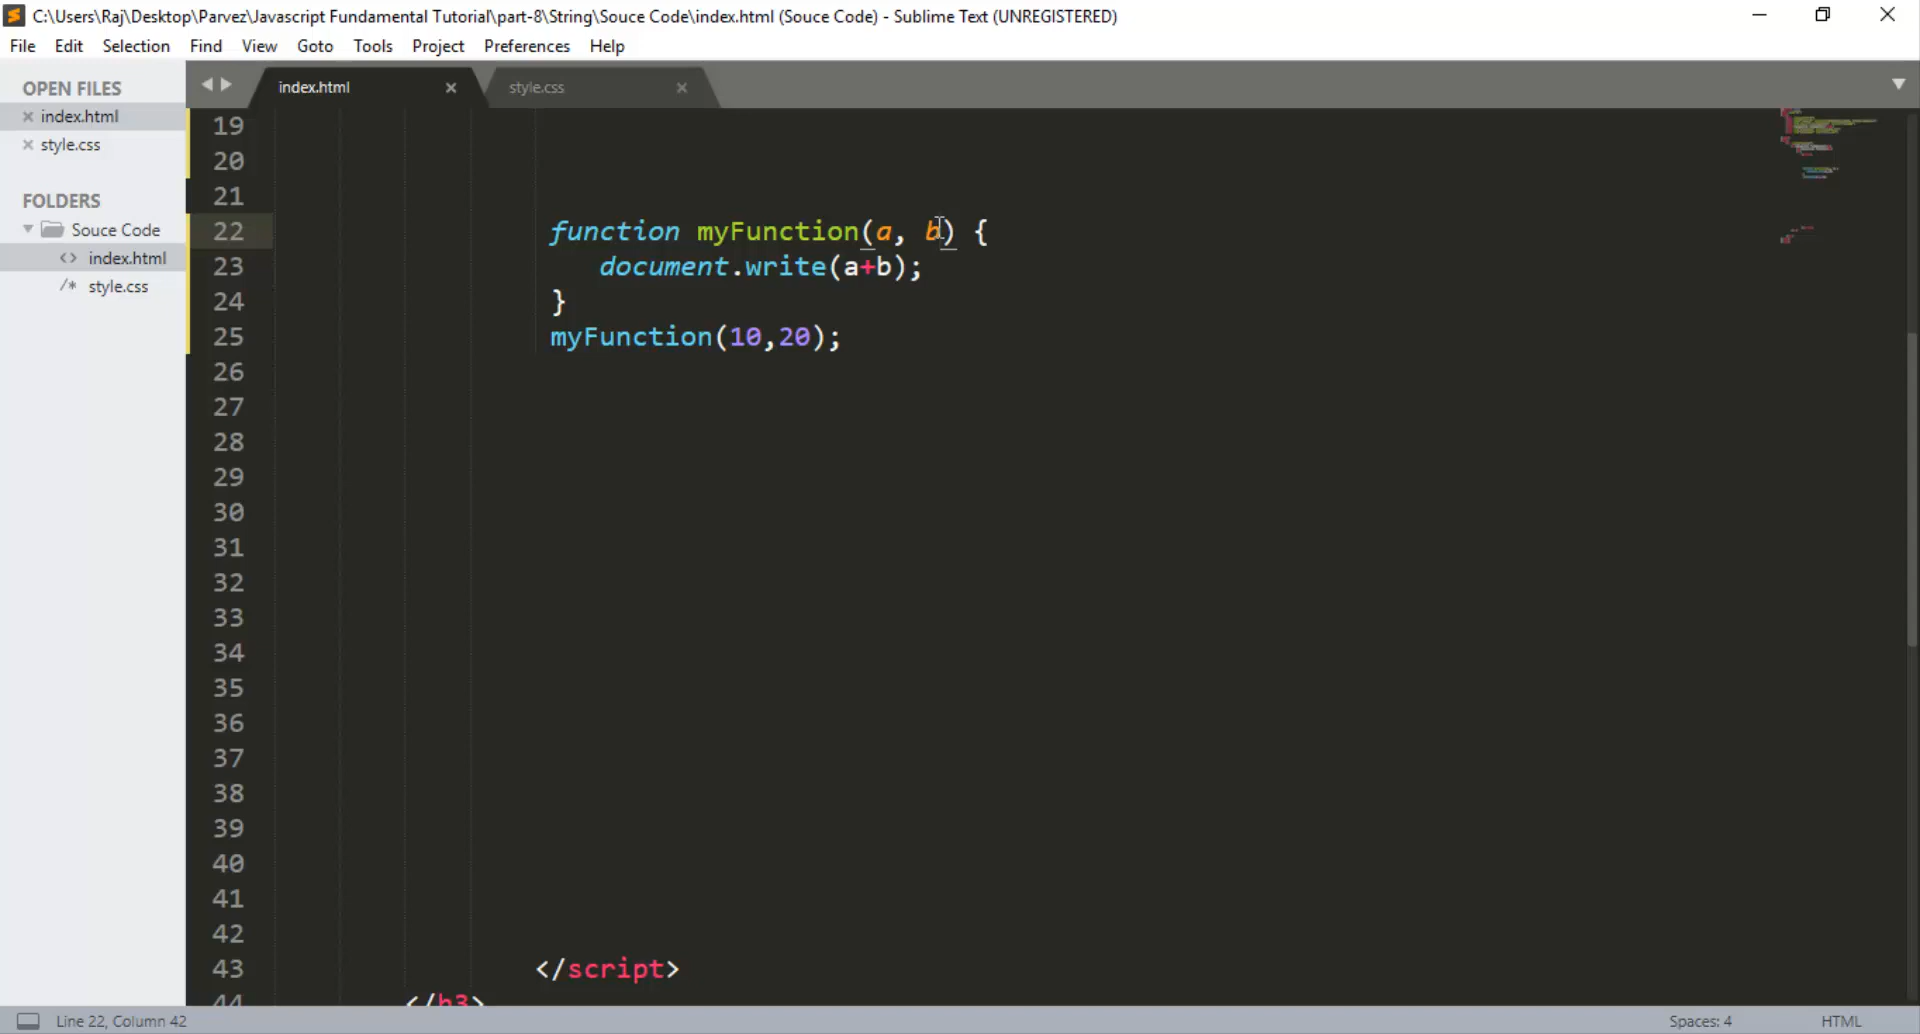 C:\Users\Raj\Desktop\Parvez\Javascript Fundamental Tutorial\part-8\String\Souce Code\index.html (Souce Code) - Sublime Text (UNREGISTERED)
File Edit Selection Find View Goto Tools Project Preferences Help
OPEN FILES
index.html
style.css
FOLDERS
Souce Code
<> index.html
/* style.css
index.html style.css
19
20
21
22 function myFunction(a, b) {
23 document.write(a+b);
24 }
25 myFunction(10,20);
26
27
28
29
30
31
32
33
34
35
36
37
38
39
40
41
42
43 </script>
44 </h3>
Line 22, Column 42 Spaces: 4 HTML